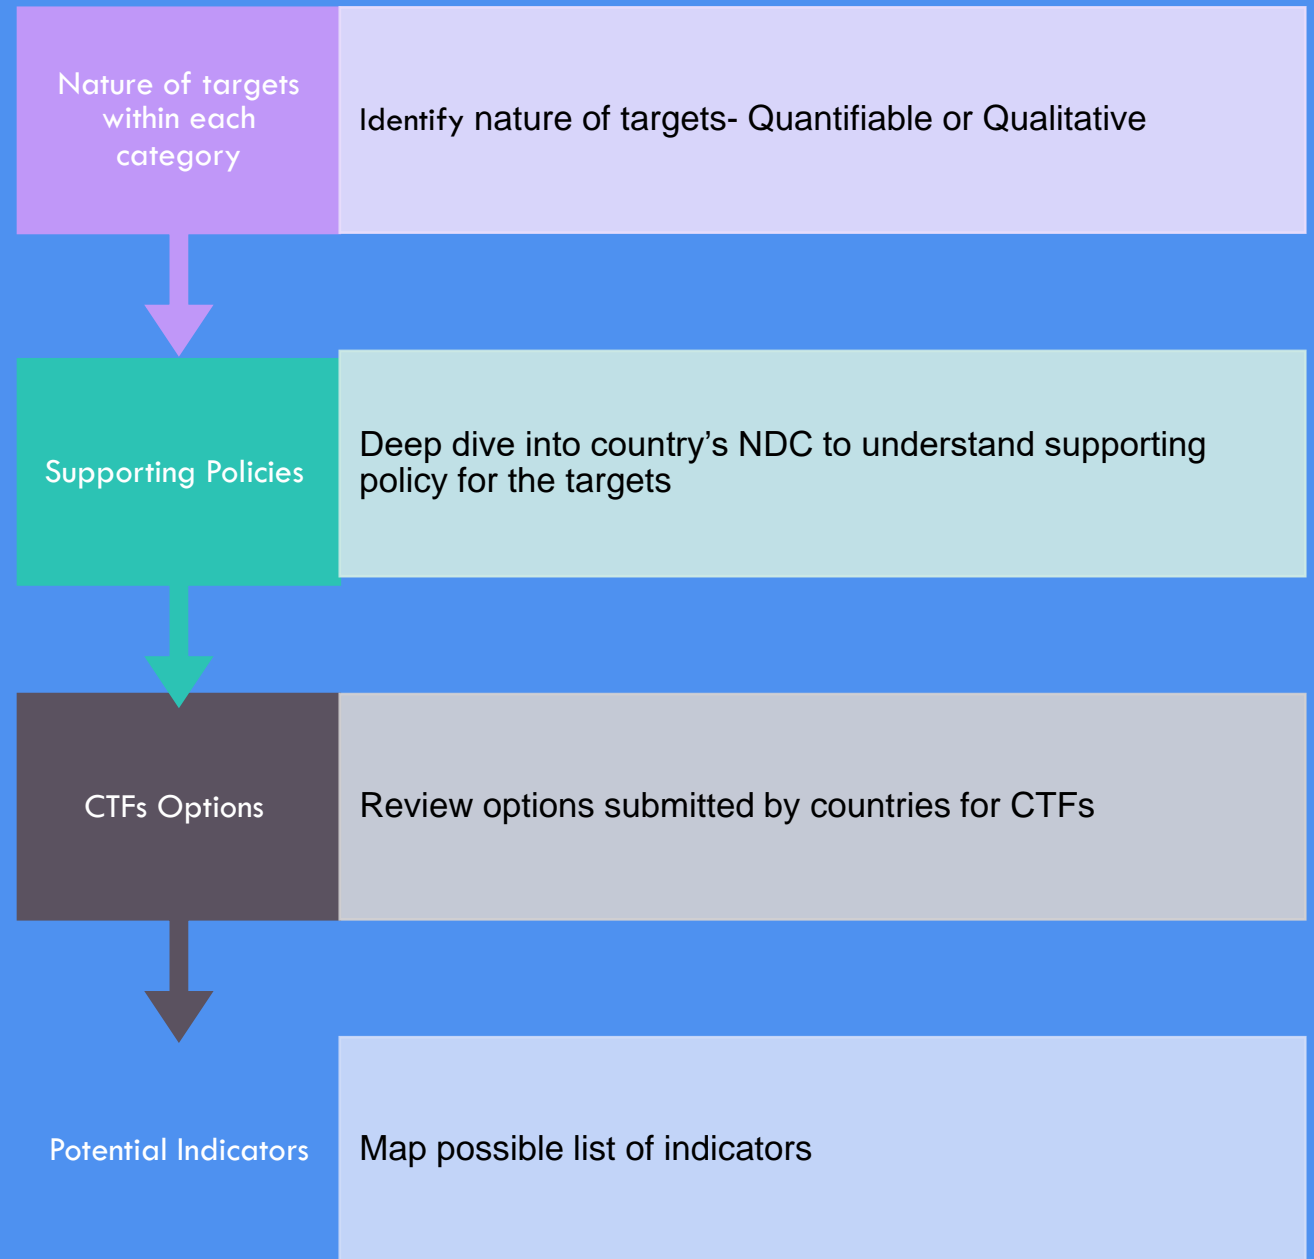 Nature of targets
within each
category
Identify nature of targets- Quantifiable or Qualitative
Supporting Policies
Deep dive into country’s NDC to understand supporting
policy for the targets
CTFs Options
Review options submitted by countries for CTFs
Potential Indicators
Map possible list of indicators